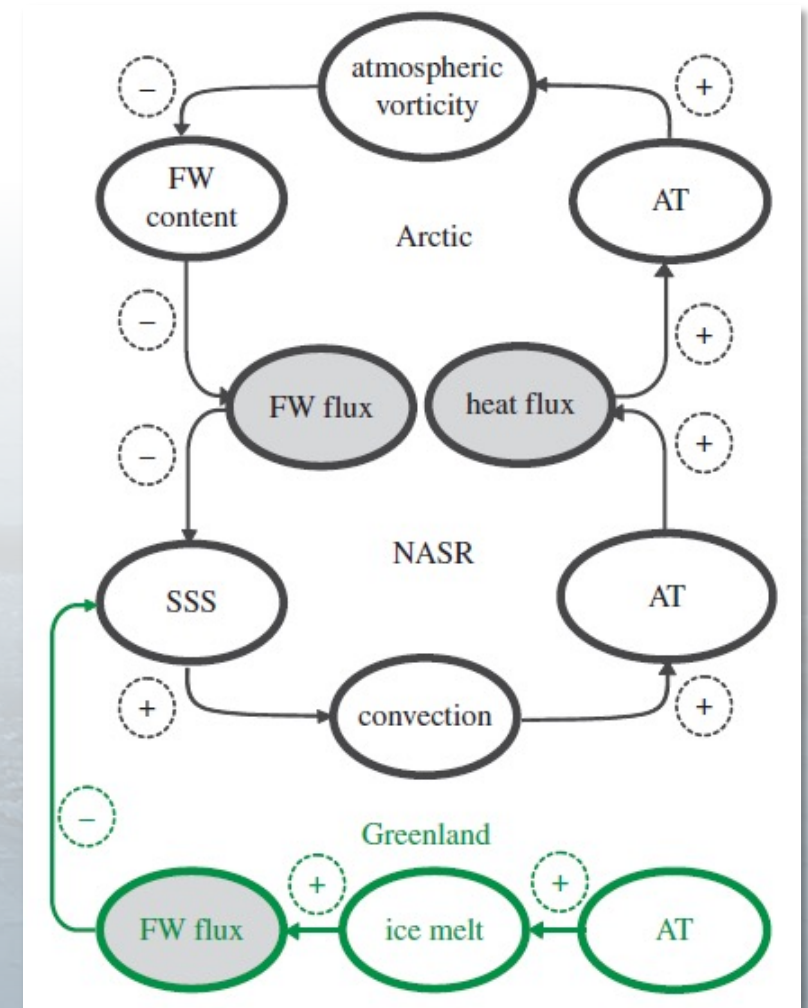 atmospheric
vorticity
−
+
FW
content
AT
Arctic
−
+
FW flux
heat flux
−
+
NASR
SSS
AT
+
convection
+
−
Greenland
+
+
FW flux
ice melt
AT